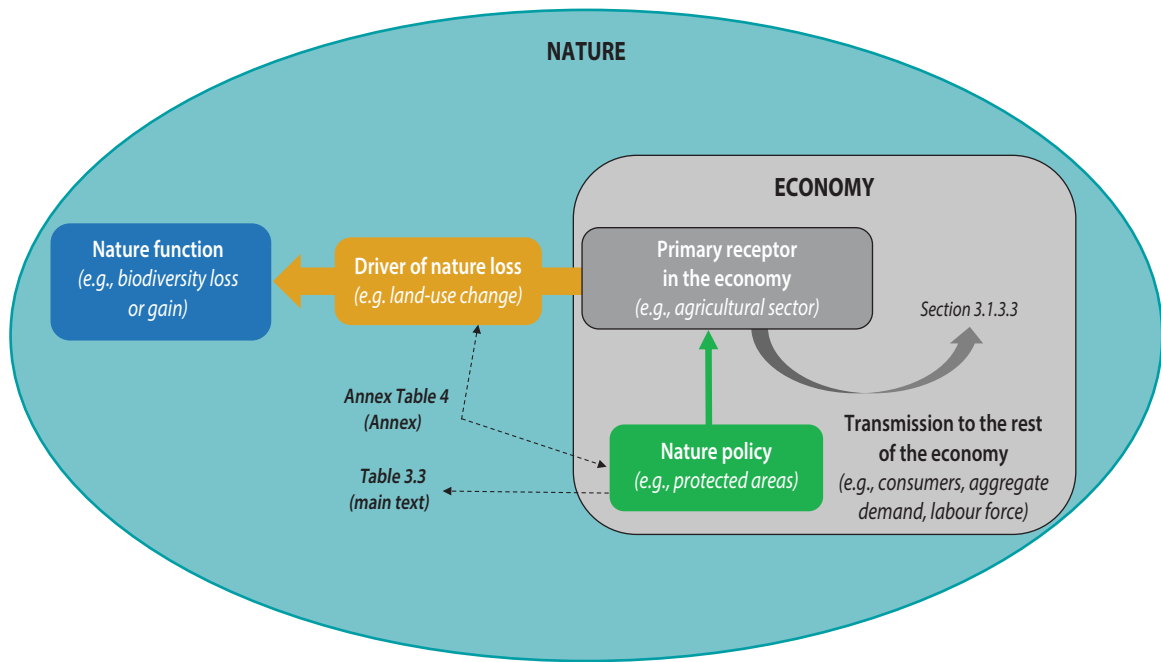 NATURE
ECONOMY
Nature function
(e.g., biodiversity loss
or gain)
Driver of nature loss
(e.g. land-use change)
Primary receptor
in the economy
(e.g., agricultural sector)
Section 3.1.3.3
Annex Table 4
(Annex)
Table 3.3
(main text)
Nature policy
(e.g., protected areas)
Transmission to the rest
of the economy
(e.g., consumers, aggregate
demand, labour force)